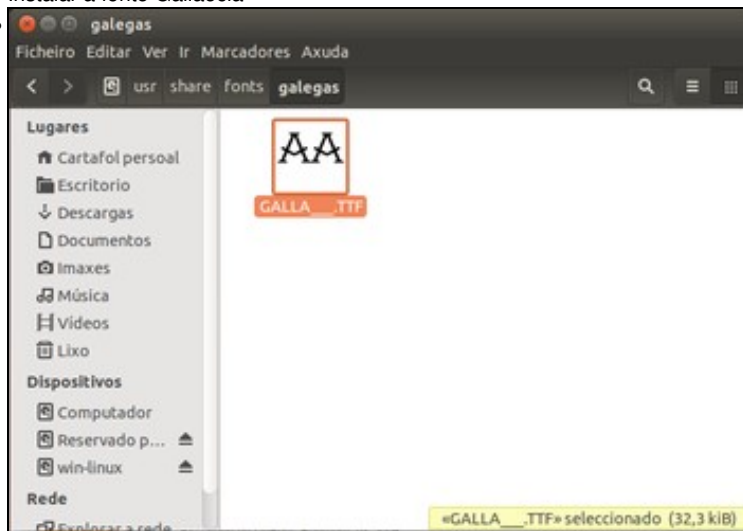 instalar a fonte Gallaecia
galegas
Ficheiro Editar Ver Ir Marcadores Axuda
usr share fonts galegas
Lugares
Cartafol persoal
Escritorio
Descargas
Documentos
Imaxes
Música
Vídeos
Lixo
Dispositivos
Computador
Reservado p...
win-linux
Rede
Explorar a rede
AA
GALLA___.TTF
«GALLA___.TTF» seleccionado (32,3 kiB)